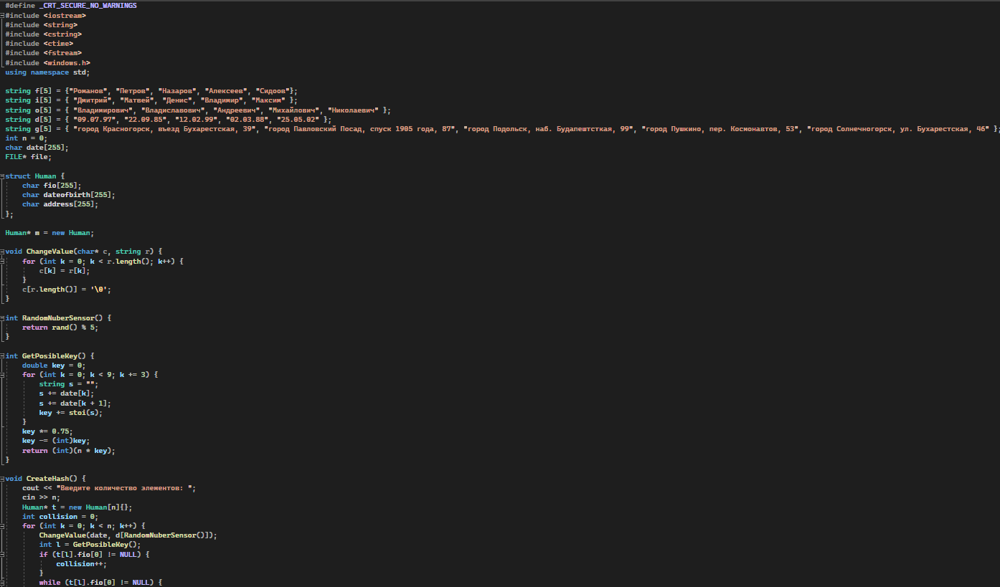 #define _CRT_SECURE_NO_WARNINGS
#include <iostream>
#include <string>
#include <cstring>
#include <ctime>
#include <fstream>
#include <windows.h>
using namespace std;
string f[5] = {"Романов", "Петров", "Назаров", "Алексеев", "Сидоов"};
string i[5] = { "Дмитрий", "Матвей", "Денис", "Владимир", "Максим" };
string o[5] = { "Владимирович", "Владиславович", "Андреевич", "Михайлович", "Николаевич" };
string d[5] = { "09.07.97", "22.09.85", "12.02.99", "02.03.88", "25.05.02" };
string g[5] = { "город Красногорск, въезд Бухарестская, 39", "город Павловский Посад, спуск 1905 года, 87", "город Подольск, наб. Будапештсткая, 99", "город Пушкино, пер. Космонавтов, 53", "город Солнечногорск, ул. Бухарестская, 46" };
int n = 0;
char date[255];
FILE* file;
struct Human {
char fio[255];
char dateofbirth[255];
char address[255];
};
Human* m = new Human;
void ChangeValue(char* c, string r) {
for (int k = 0; k < r.length(); k++) {
c[k] = r[k];
}
c[r.length()] = '\0';
}
int RandomNuberSensor() {
return rand() % 5;
}
int GetPosibleKey() {
double key = 0;
for (int k = 0; k < 9; k += 3) {
string s = "";
s += date[k];
s += date[k + 1];
key += stoi(s);
}
key *= 0.75;
key -= (int)key;
return (int)(n * key);
}
void CreateHash() {
cout << "Введите количество элементов: ";
cin >> n;
Human* t = new Human[n]{};
int collision = 0;
for (int k = 0; k < n; k++) {
ChangeValue(date, d[RandomNuberSensor()]);
int l = GetPosibleKey();
if (t[l].fio[0] != NULL) {
collision++;
}
while (t[l].fio[0] != NULL) {